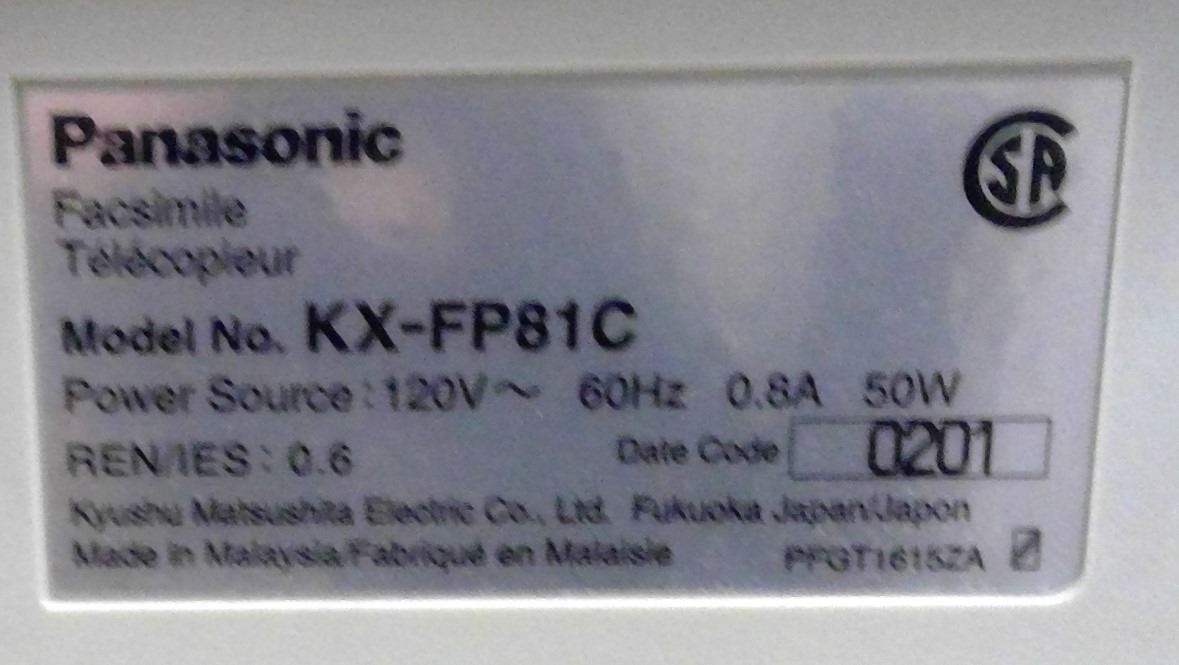 Panasonic
SA
Facsimile
Télécopieur
Model No. KX-FP81C
Power Source : 120V～ 60Hz 0.8A 50W
REN/IES : 0.6 Date Code 0201
Kyushu Matsushita Electric Co., Ltd. Fukuoka Japan/Japon
Made in Malaysia/Fabriqué en Malaisie PFGT1615ZA